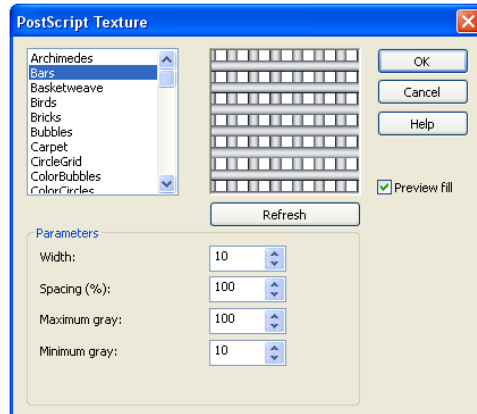 PostScript Texture
Archimedes
Bars
Basketweave
Birds
Bricks
Bubbles
Carpet
CircleGrid
ColorBubbles
ColorCircles
OK
Cancel
Help
Preview fill
Refresh
Parameters
Width: 10
Spacing (%): 100
Maximum gray: 100
Minimum gray: 10